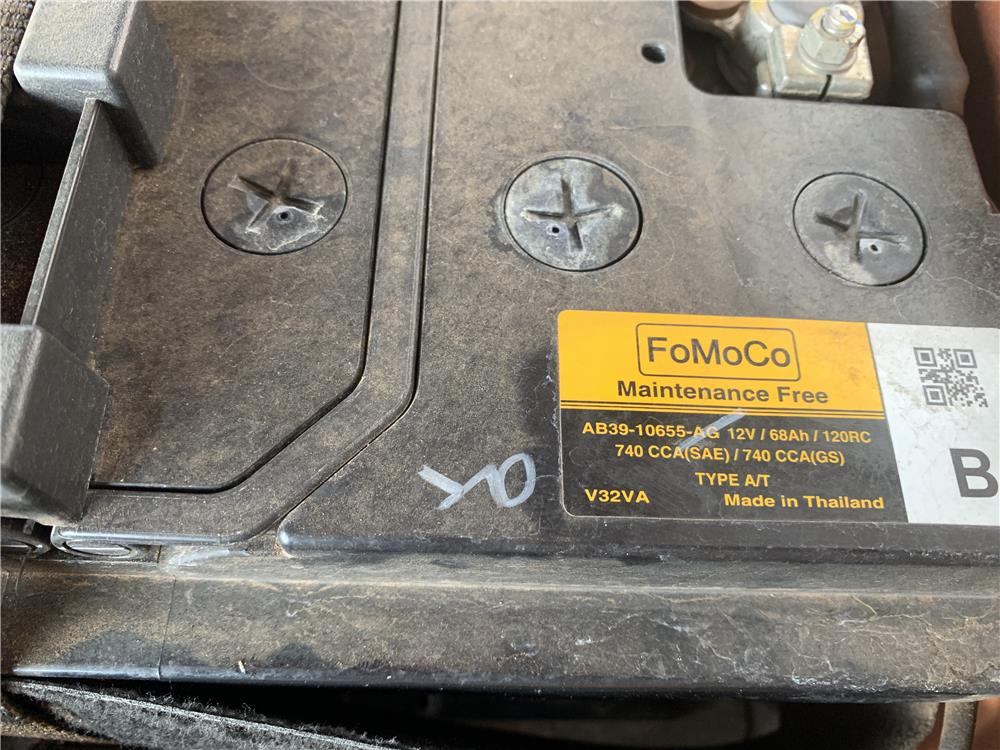 FoMoCo
Maintenance Free
AB39-10655-AG 12V / 68Ah / 120RC
740 CCA(SAE) / 740 CCA(GS)
TYPE A/T
V32VA Made in Thailand
B
OK